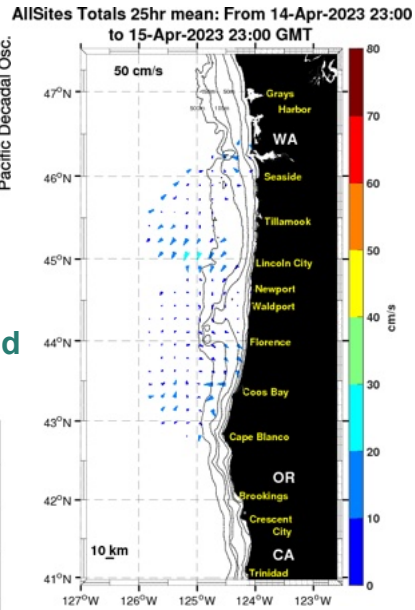 AllSites Totals 25hr mean: From 14-Apr-2023 23:00
to 15-Apr-2023 23:00 GMT
Pacific Decadal Osc.
d
50 cm/s
47°N
46°N
45°N
44°N
43°N
42°N
41°N
Grays
Harbor
WA
Seaside
Tillamook
Lincoln City
Newport
Waldport
Florence
Coos Bay
Cape Blanco
OR
Brookings
Crescent
City
CA
Trinidad
10 km
127°W
126°W
125°W
124°W
123°W
80
70
60
50
40
30
20
10
0
cm/s